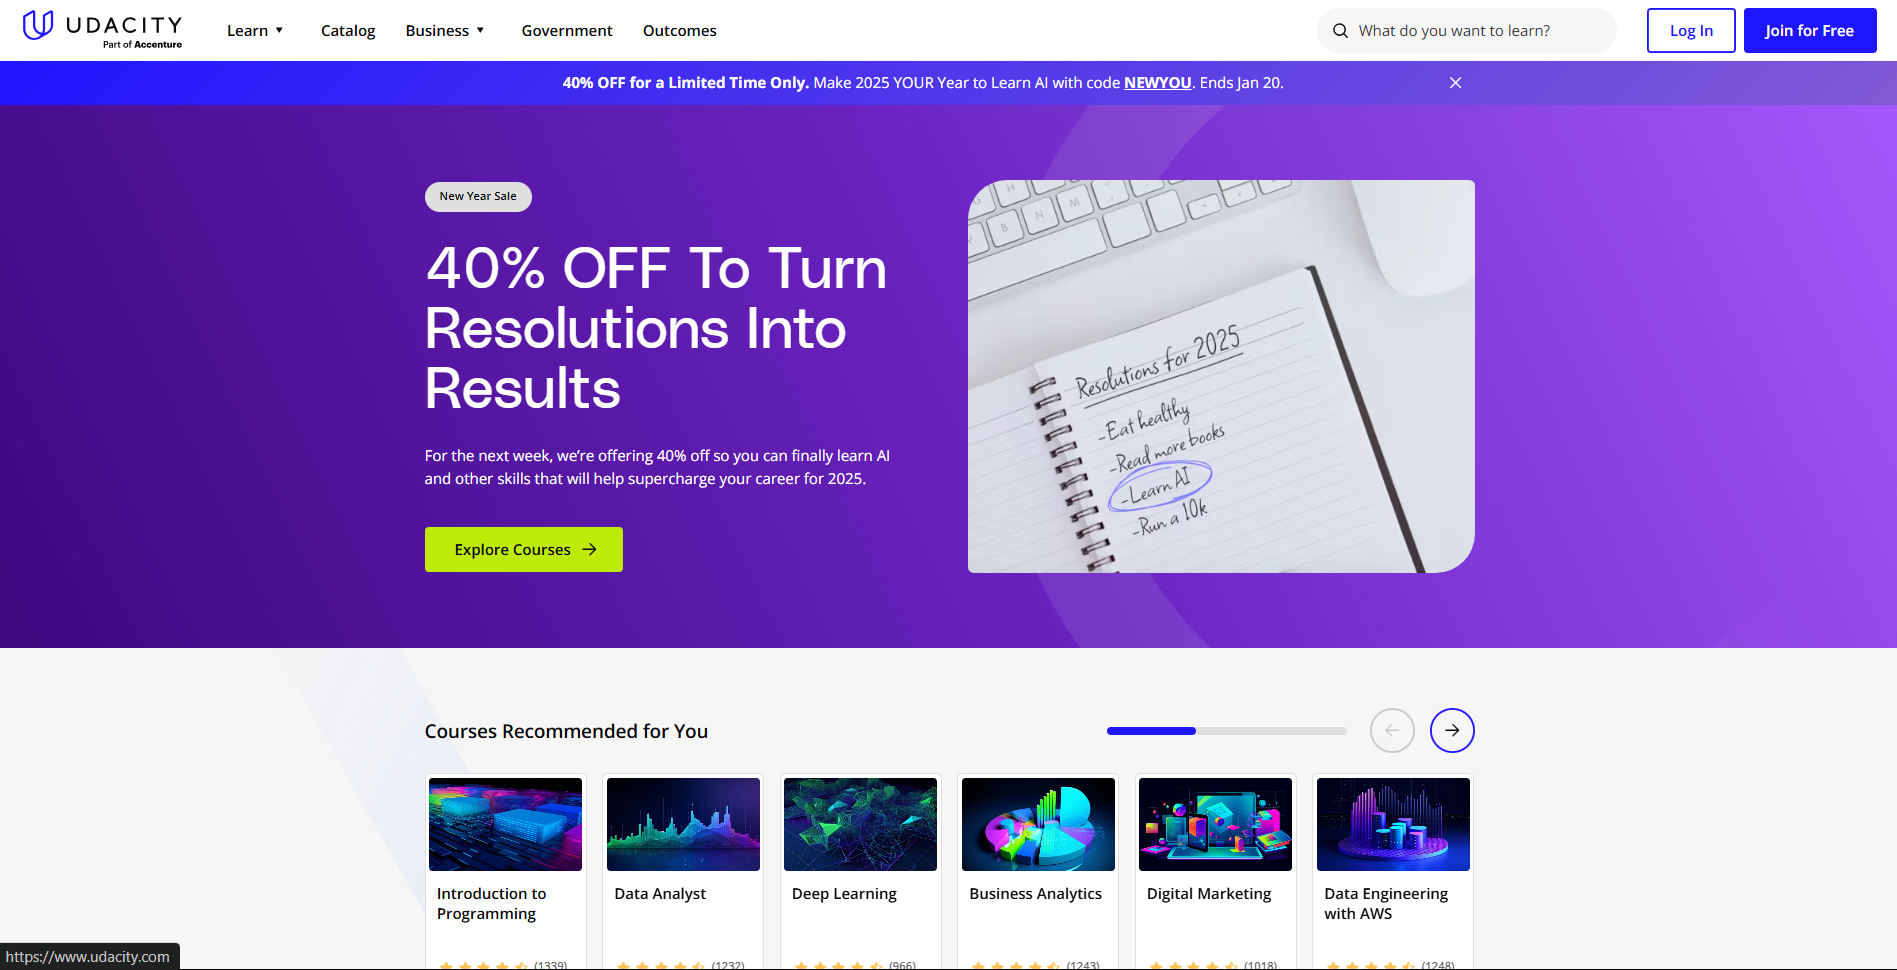 UDACITY
Part of Accenture
Learn
Catalog
Business
Government
Outcomes
What do you want to learn?
Log In
Join for Free
40% OFF for a Limited Time Only. Make 2025 YOUR Year to Learn AI with code NEWYOU. Ends Jan 20.
New Year Sale
40% OFF To Turn
Resolutions Into
Results
For the next week, we’re offering 40% off so you can finally learn AI
and other skills that will help supercharge your career for 2025.
Explore Courses
H
B
N
M
Resolutions for 2025
-Eat healthy
-Read more books
-Learn AI
-Run a 10k
Courses Recommended for You
Introduction to
Programming
Data Analyst
Deep Learning
Business Analytics
Digital Marketing
Data Engineering
with AWS
(1339)
(1232)
(966)
(1243)
(1018)
(1248)
https://www.udacity.com